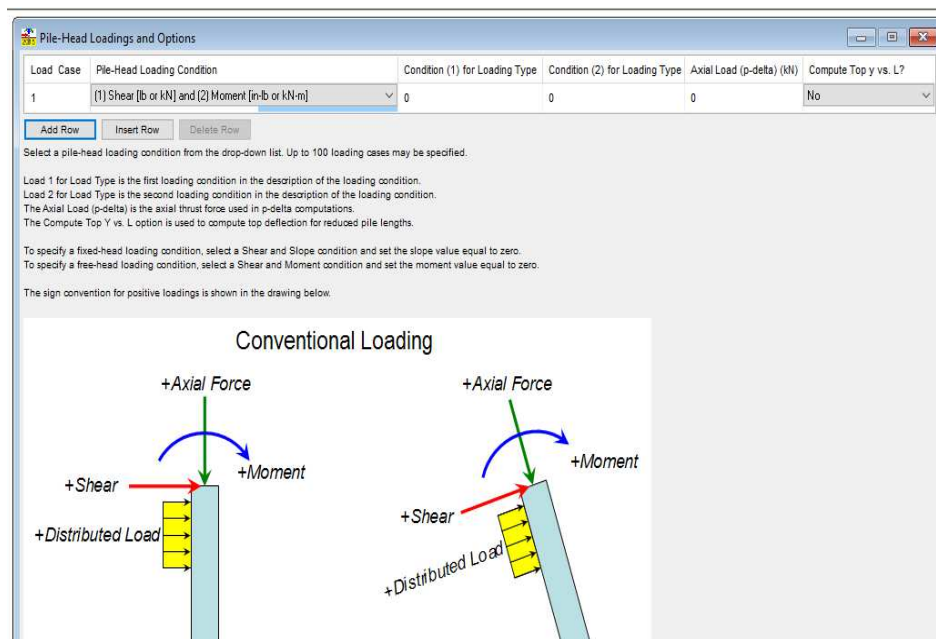 Pile-Head Loadings and Options
Load Case Pile-Head Loading Condition Condition (1) for Loading Type Condition (2) for Loading Type Axial Load (p-delta) (kN) Compute Top y vs. L?
1 (1) Shear [lb or kN] and (2) Moment [in-lb or kN-m] 0 0 0 No
Add Row Insert Row Delete Row
Select a pile-head loading condition from the drop-down list. Up to 100 loading cases may be specified.
Load 1 for Load Type is the first loading condition in the description of the loading condition.
Load 2 for Load Type is the second loading condition in the description of the loading condition.
The Axial Load (p-delta) is the axial thrust force used in p-delta computations.
The Compute Top Y vs. L option is used to compute top deflection for reduced pile lengths.
To specify a fixed-head loading condition, select a Shear and Slope condition and set the slope value equal to zero.
To specify a free-head loading condition, select a Shear and Moment condition and set the moment value equal to zero.
The sign convention for positive loadings is shown in the drawing below.
Conventional Loading
+Axial Force
+Moment
+Shear
+Distributed Load
+Axial Force
+Moment
+Shear
+Distributed Load